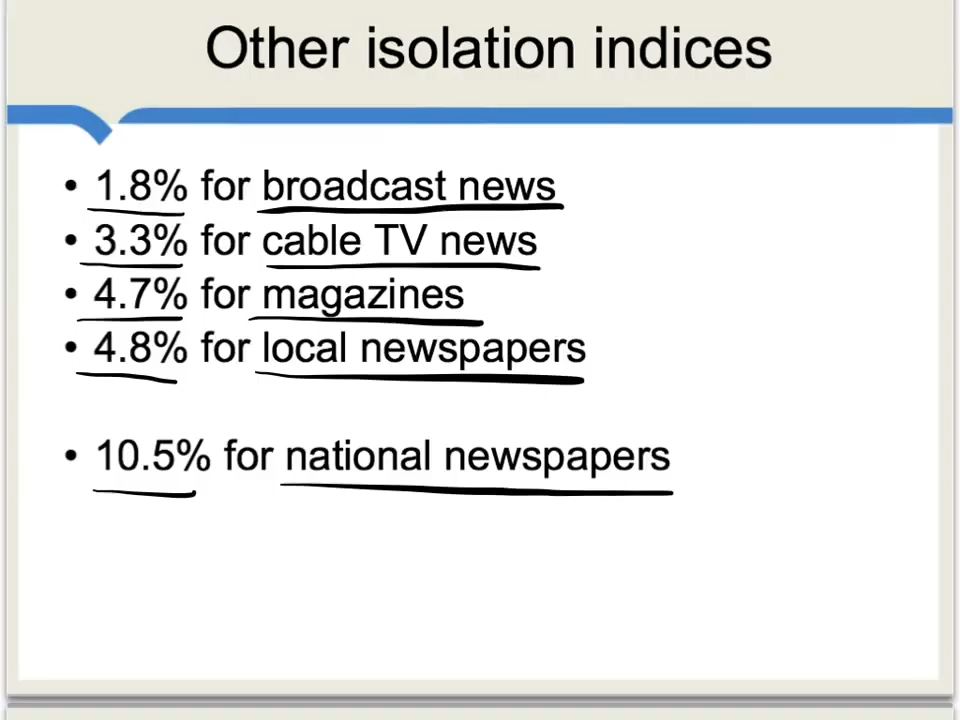 Other isolation indices
• 1.8% for broadcast news
• 3.3% for cable TV news
• 4.7% for magazines
• 4.8% for local newspapers
• 10.5% for national newspapers